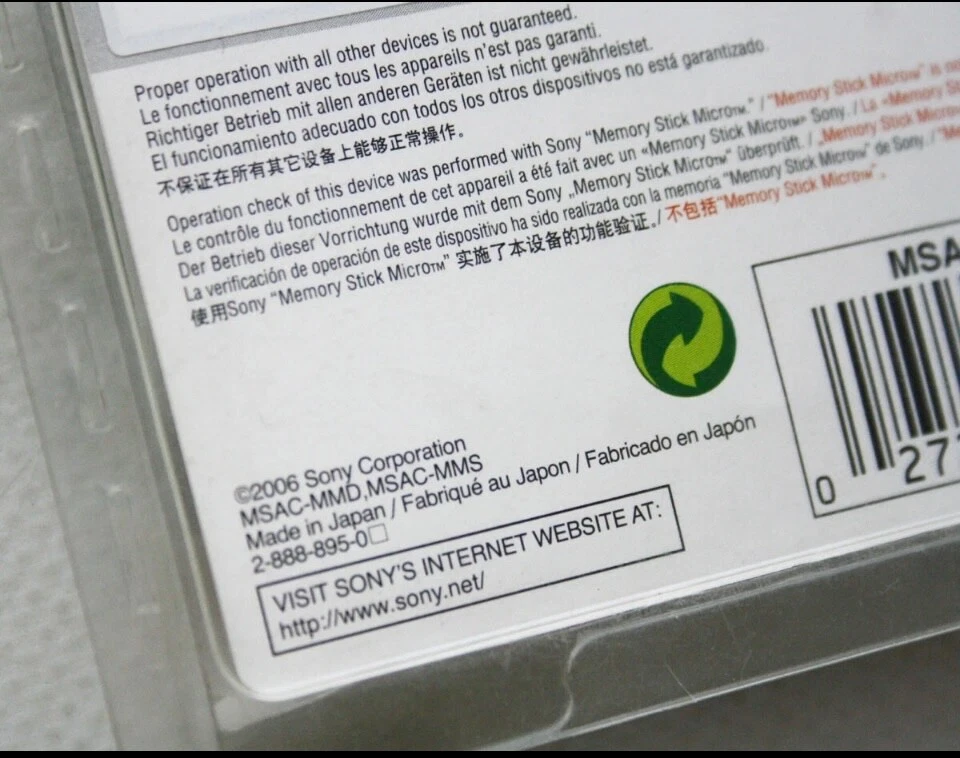 Proper operation with all other devices is not guaranteed.
Le fonctionnement avec tous les appareils n'est pas garanti.
Richtiger Betrieb mit allen anderen Geräten ist nicht gewährleistet.
El funcionamiento adecuado con todos los otros dispositivos no está garantizado.
不保证在所有其它设备上能够正常操作。
Operation check of this device was performed with Sony "Memory Stick Micro™." / "Memory Stick Micro™" is
Le contrôle du fonctionnement de cet appareil a été fait avec un «Memory Stick Micro™» Sony. / La «Memory
Der Betrieb dieser Vorrichtung wurde mit dem Sony „Memory Stick Micro™“ überprüft. / „Memory Stick
La verificación de operación de este dispositivo ha sido realizada con la memoria "Memory Stick Micro™" de Sony. /
使用Sony "Memory Stick Micro™" 实施了本设备的功能验证。/ 不包括"Memory Stick Micro™"。
MSA
0 27
©2006 Sony Corporation
MSAC-MMD,MSAC-MMS
Made in Japan / Fabriqué au Japon / Fabricado en Japón
2-888-895-0□
VISIT SONY'S INTERNET WEBSITE AT:
http://www.sony.net/